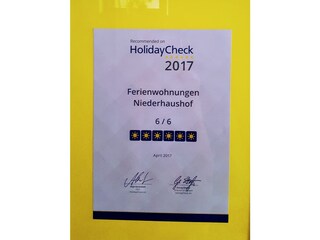 Recommended on
HolidayCheck
2017
Ferienwohnungen
Niederhaushof
6 / 6
April 2017